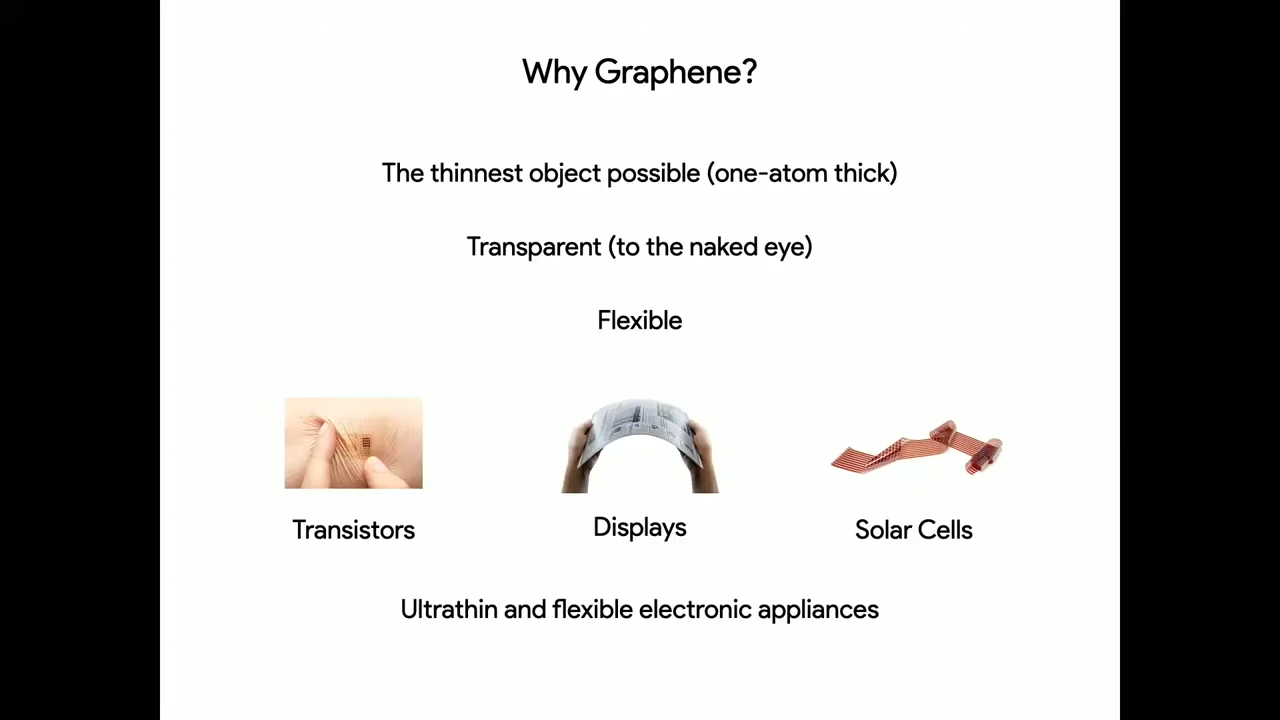 Why Graphene?
The thinnest object possible (one-atom thick)
Transparent (to the naked eye)
Flexible
Transistors
Displays
Solar Cells
Ultrathin and flexible electronic appliances